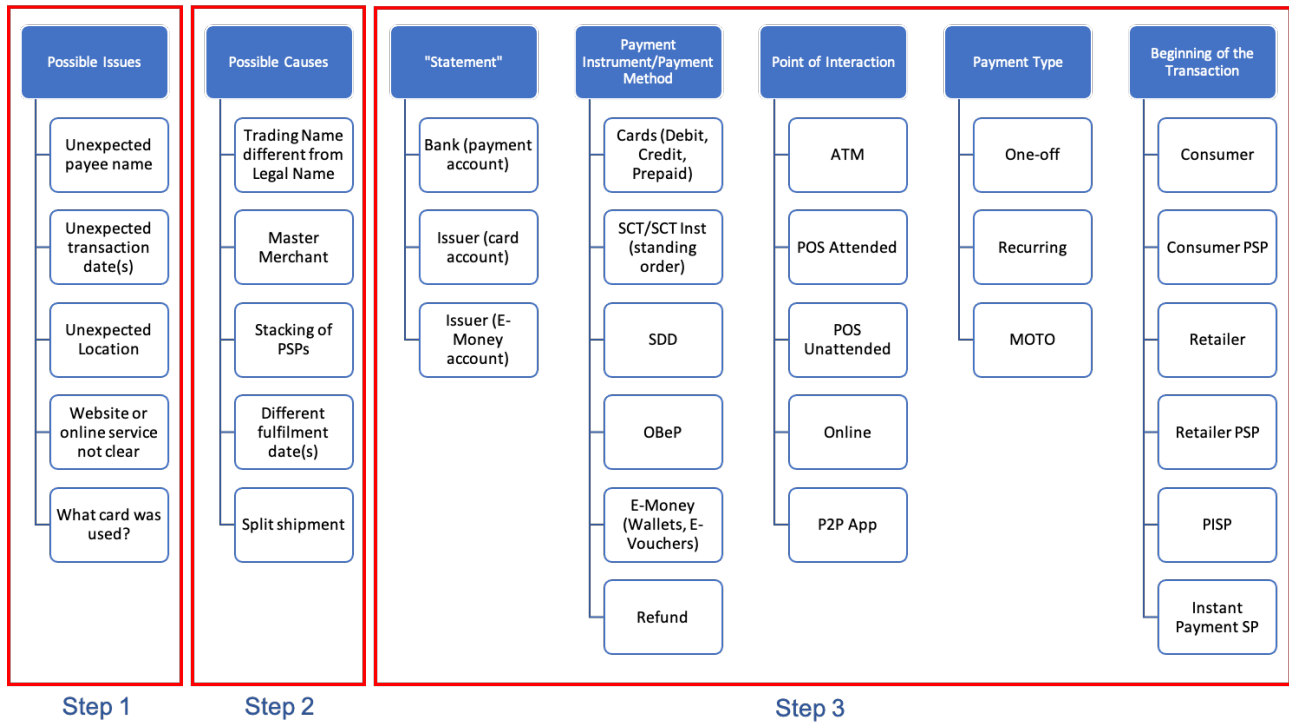 Possible Issues
Unexpected
payee name
Unexpected
transaction
date(s)
Unexpected
Location
Website or
online service
not clear
What card was
used?
Possible Causes
Trading Name
different from
Legal Name
Master
Merchant
Stacking of
PSPs
Different
fulfilment
date(s)
Split shipment
"Statement"
Bank (payment
account)
Issuer (card
account)
Issuer (E-
Money
account)
Payment
Instrument/Payment
Method
Cards (Debit,
Credit,
Prepaid)
SCT/SCT Inst
(standing
order)
SDD
OBeP
E-Money
(Wallets, E-
Vouchers)
Refund
Point of Interaction
ATM
POS Attended
POS
Unattended
Online
P2P App
Payment Type
One-off
Recurring
MOTO
Beginning of the
Transaction
Consumer
Consumer PSP
Retailer
Retailer PSP
PISP
Instant
Payment SP
Step 1
Step 2
Step 3